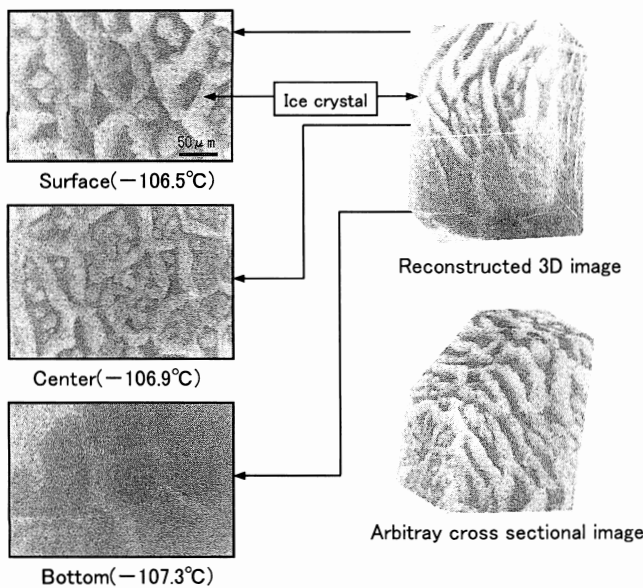 Ice crystal
50μm
Surface(−106.5℃)
Reconstructed 3D image
Center(−106.9℃)
Arbitray cross sectional image
Bottom(−107.3℃)